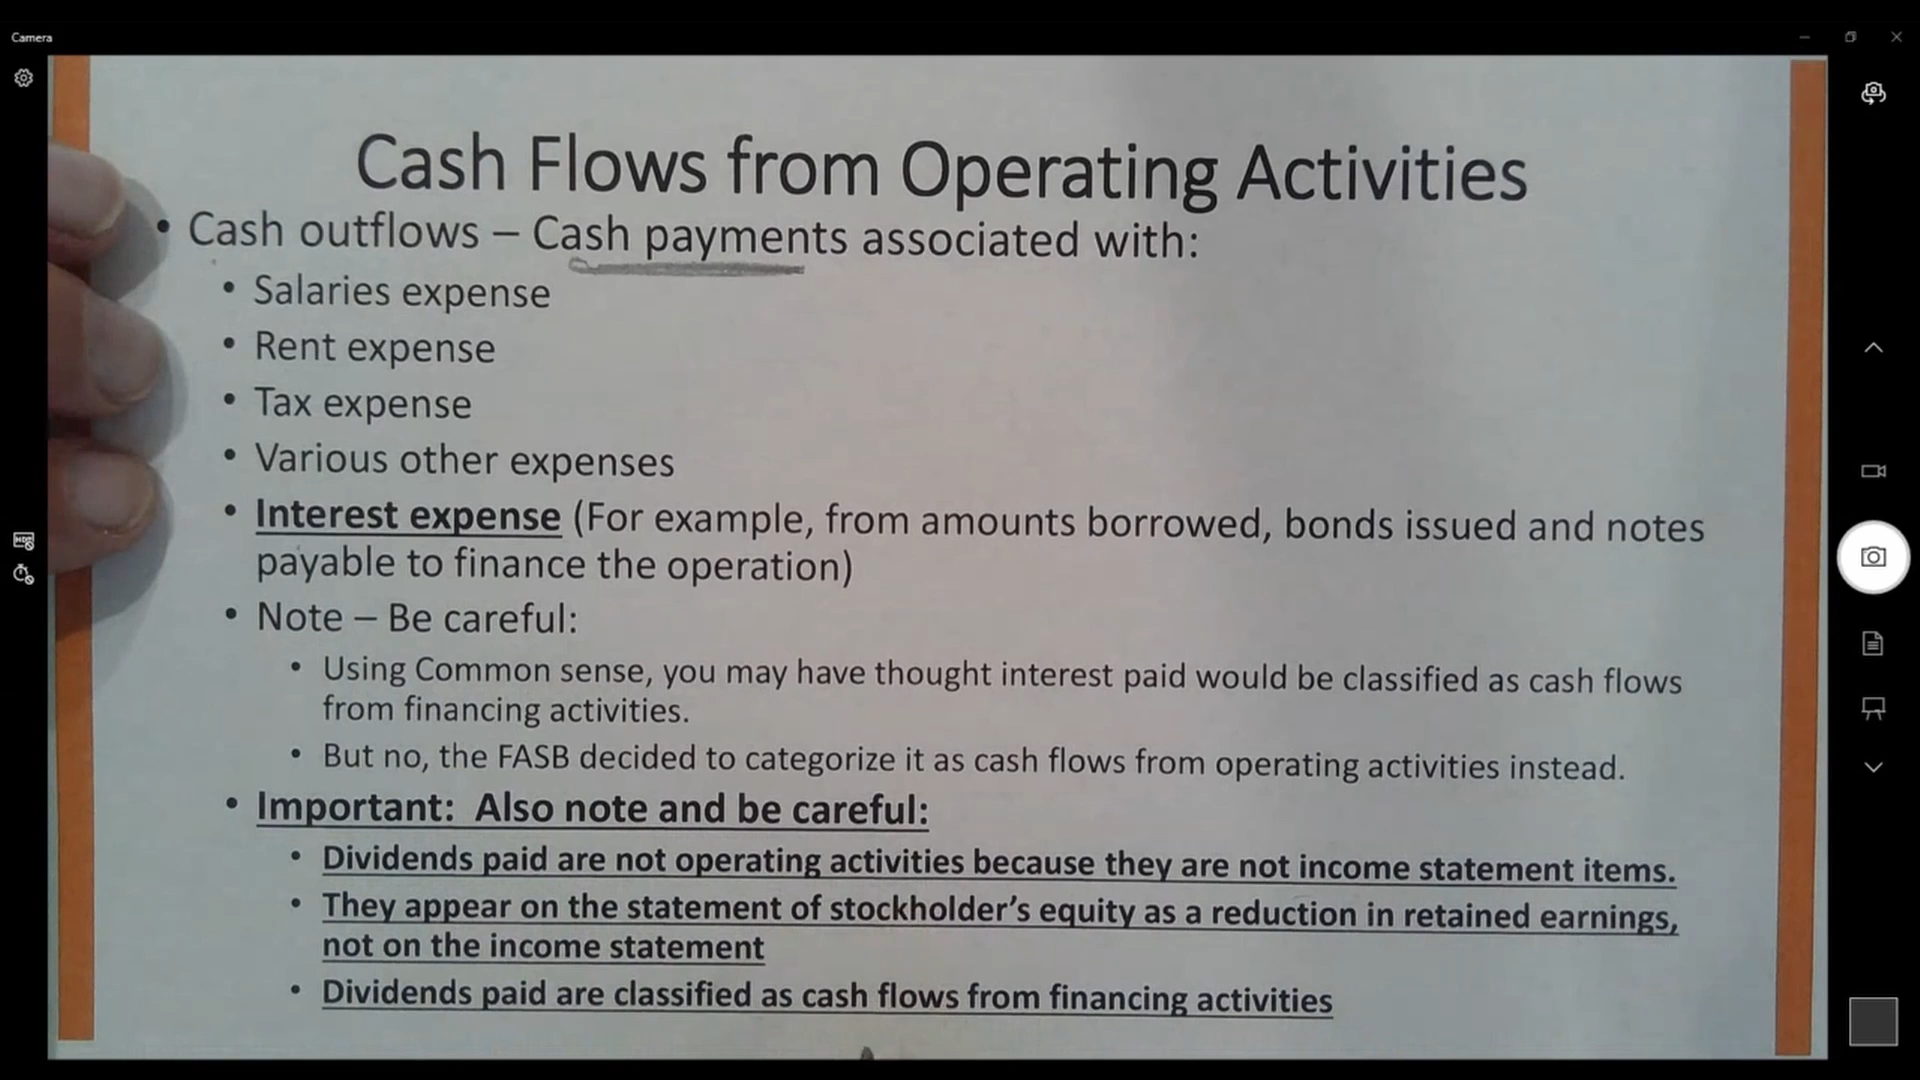 Camera
Cash Flows from Operating Activities
• Cash outflows – Cash payments associated with:
• Salaries expense
• Rent expense
• Tax expense
• Various other expenses
• Interest expense (For example, from amounts borrowed, bonds issued and notes
payable to finance the operation)
• Note – Be careful:
• Using Common sense, you may have thought interest paid would be classified as cash flows
from financing activities.
• But no, the FASB decided to categorize it as cash flows from operating activities instead.
• Important: Also note and be careful:
• Dividends paid are not operating activities because they are not income statement items.
• They appear on the statement of stockholder's equity as a reduction in retained earnings,
not on the income statement
• Dividends paid are classified as cash flows from financing activities